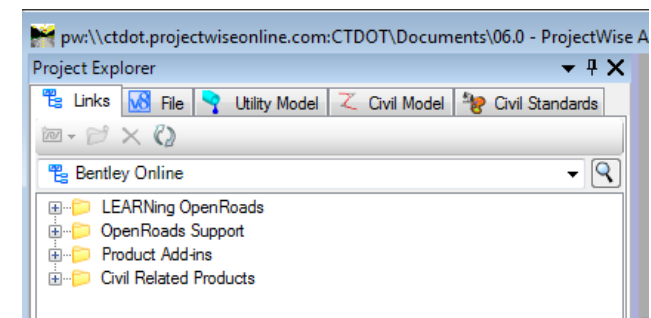 pw:\\ctdot.projectwiseonline.com:CTDOT\Documents\06.0 - ProjectWise A
Project Explorer
Links V8 File Utility Model Civil Model Civil Standards
Bentley Online
LEARNing OpenRoads
OpenRoads Support
Product Add-ins
Civil Related Products